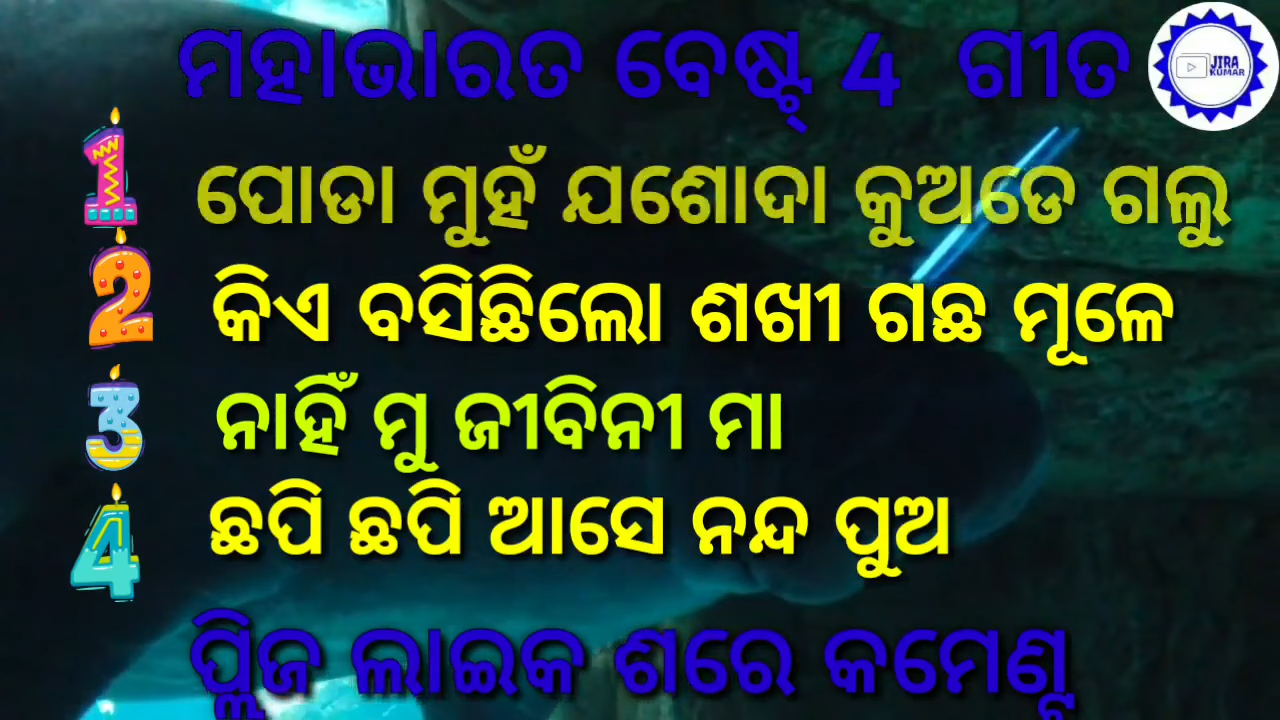 ମହାଭାରତ ବେଷ୍ଟ୍ 4 ଗୀତ
JIRA
KUMAR
1 ପୋଡା ମୁହଁ ଯଶୋଦା କୁଅଡେ ଗଲୁ
2 କିଏ ବସିଛିଲୋ ଶଖୀ ଗଛ ମୂଳେ
3 ନାହିଁ ମୁ ଜୀବିନୀ ମା
4 ଛପି ଛପି ଆସେ ନନ୍ଦ ପୁଅ
ପ୍ଲିଜ ଲାଇକ ଶରେ କମେଣ୍ଟ